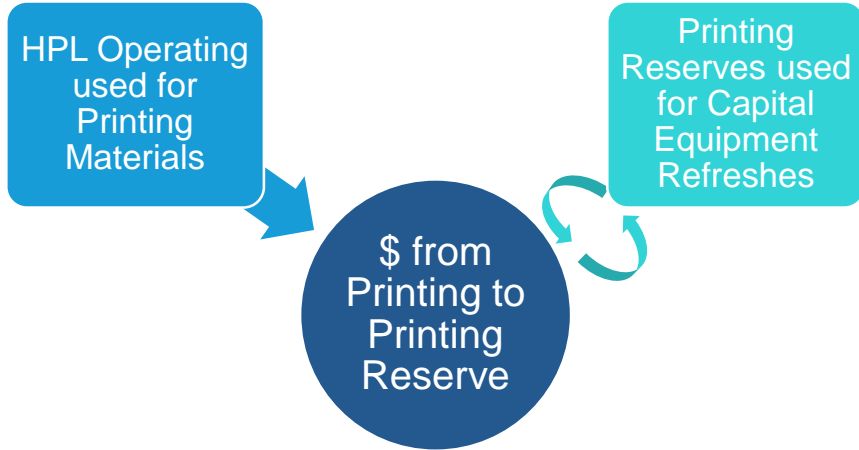 HPL Operating
used for
Printing
Materials
Printing
Reserves used
for Capital
Equipment
Refreshes
$ from
Printing to
Printing
Reserve